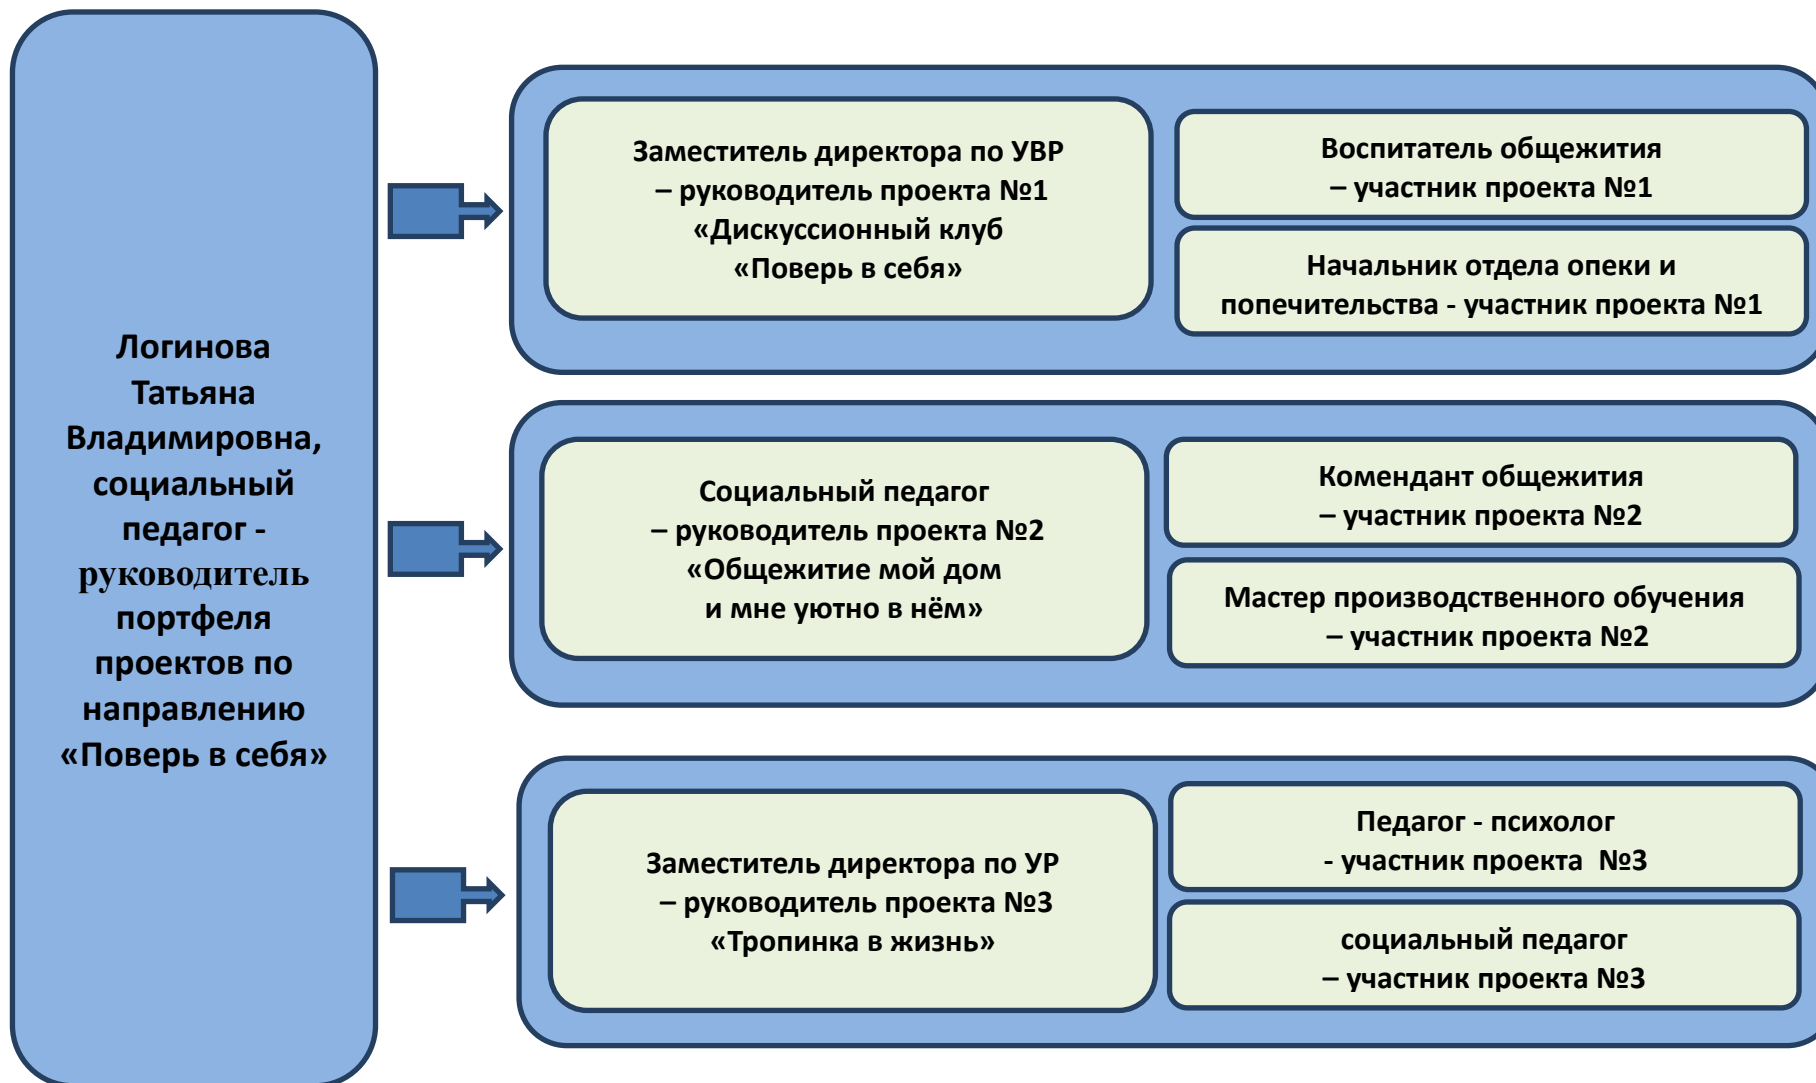 Логинова
Татьяна
Владимировна,
социальный
педагог -
руководитель
портфеля
проектов по
направлению
«Поверь в себя»
Заместитель директора по УВР
– руководитель проекта №1
«Дискуссионный клуб
«Поверь в себя»
Воспитатель общежития
– участник проекта №1
Начальник отдела опеки и
попечительства - участник проекта №1
Социальный педагог
– руководитель проекта №2
«Общежитие мой дом
и мне уютно в нём»
Комендант общежития
– участник проекта №2
Мастер производственного обучения
– участник проекта №2
Заместитель директора по УР
– руководитель проекта №3
«Тропинка в жизнь»
Педагог - психолог
- участник проекта  №3
социальный педагог
– участник проекта №3